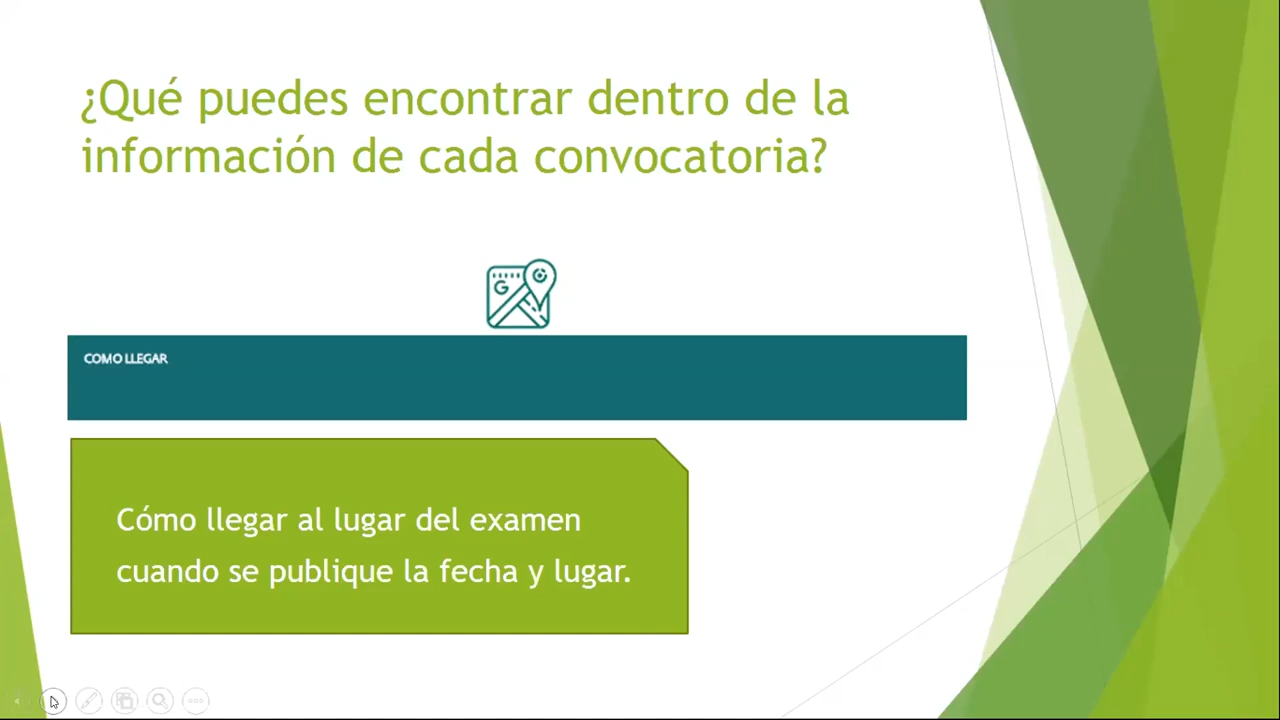 ¿Qué puedes encontrar dentro de la
información de cada convocatoria?
G
COMO LLEGAR
Cómo llegar al lugar del examen
cuando se publique la fecha y lugar.